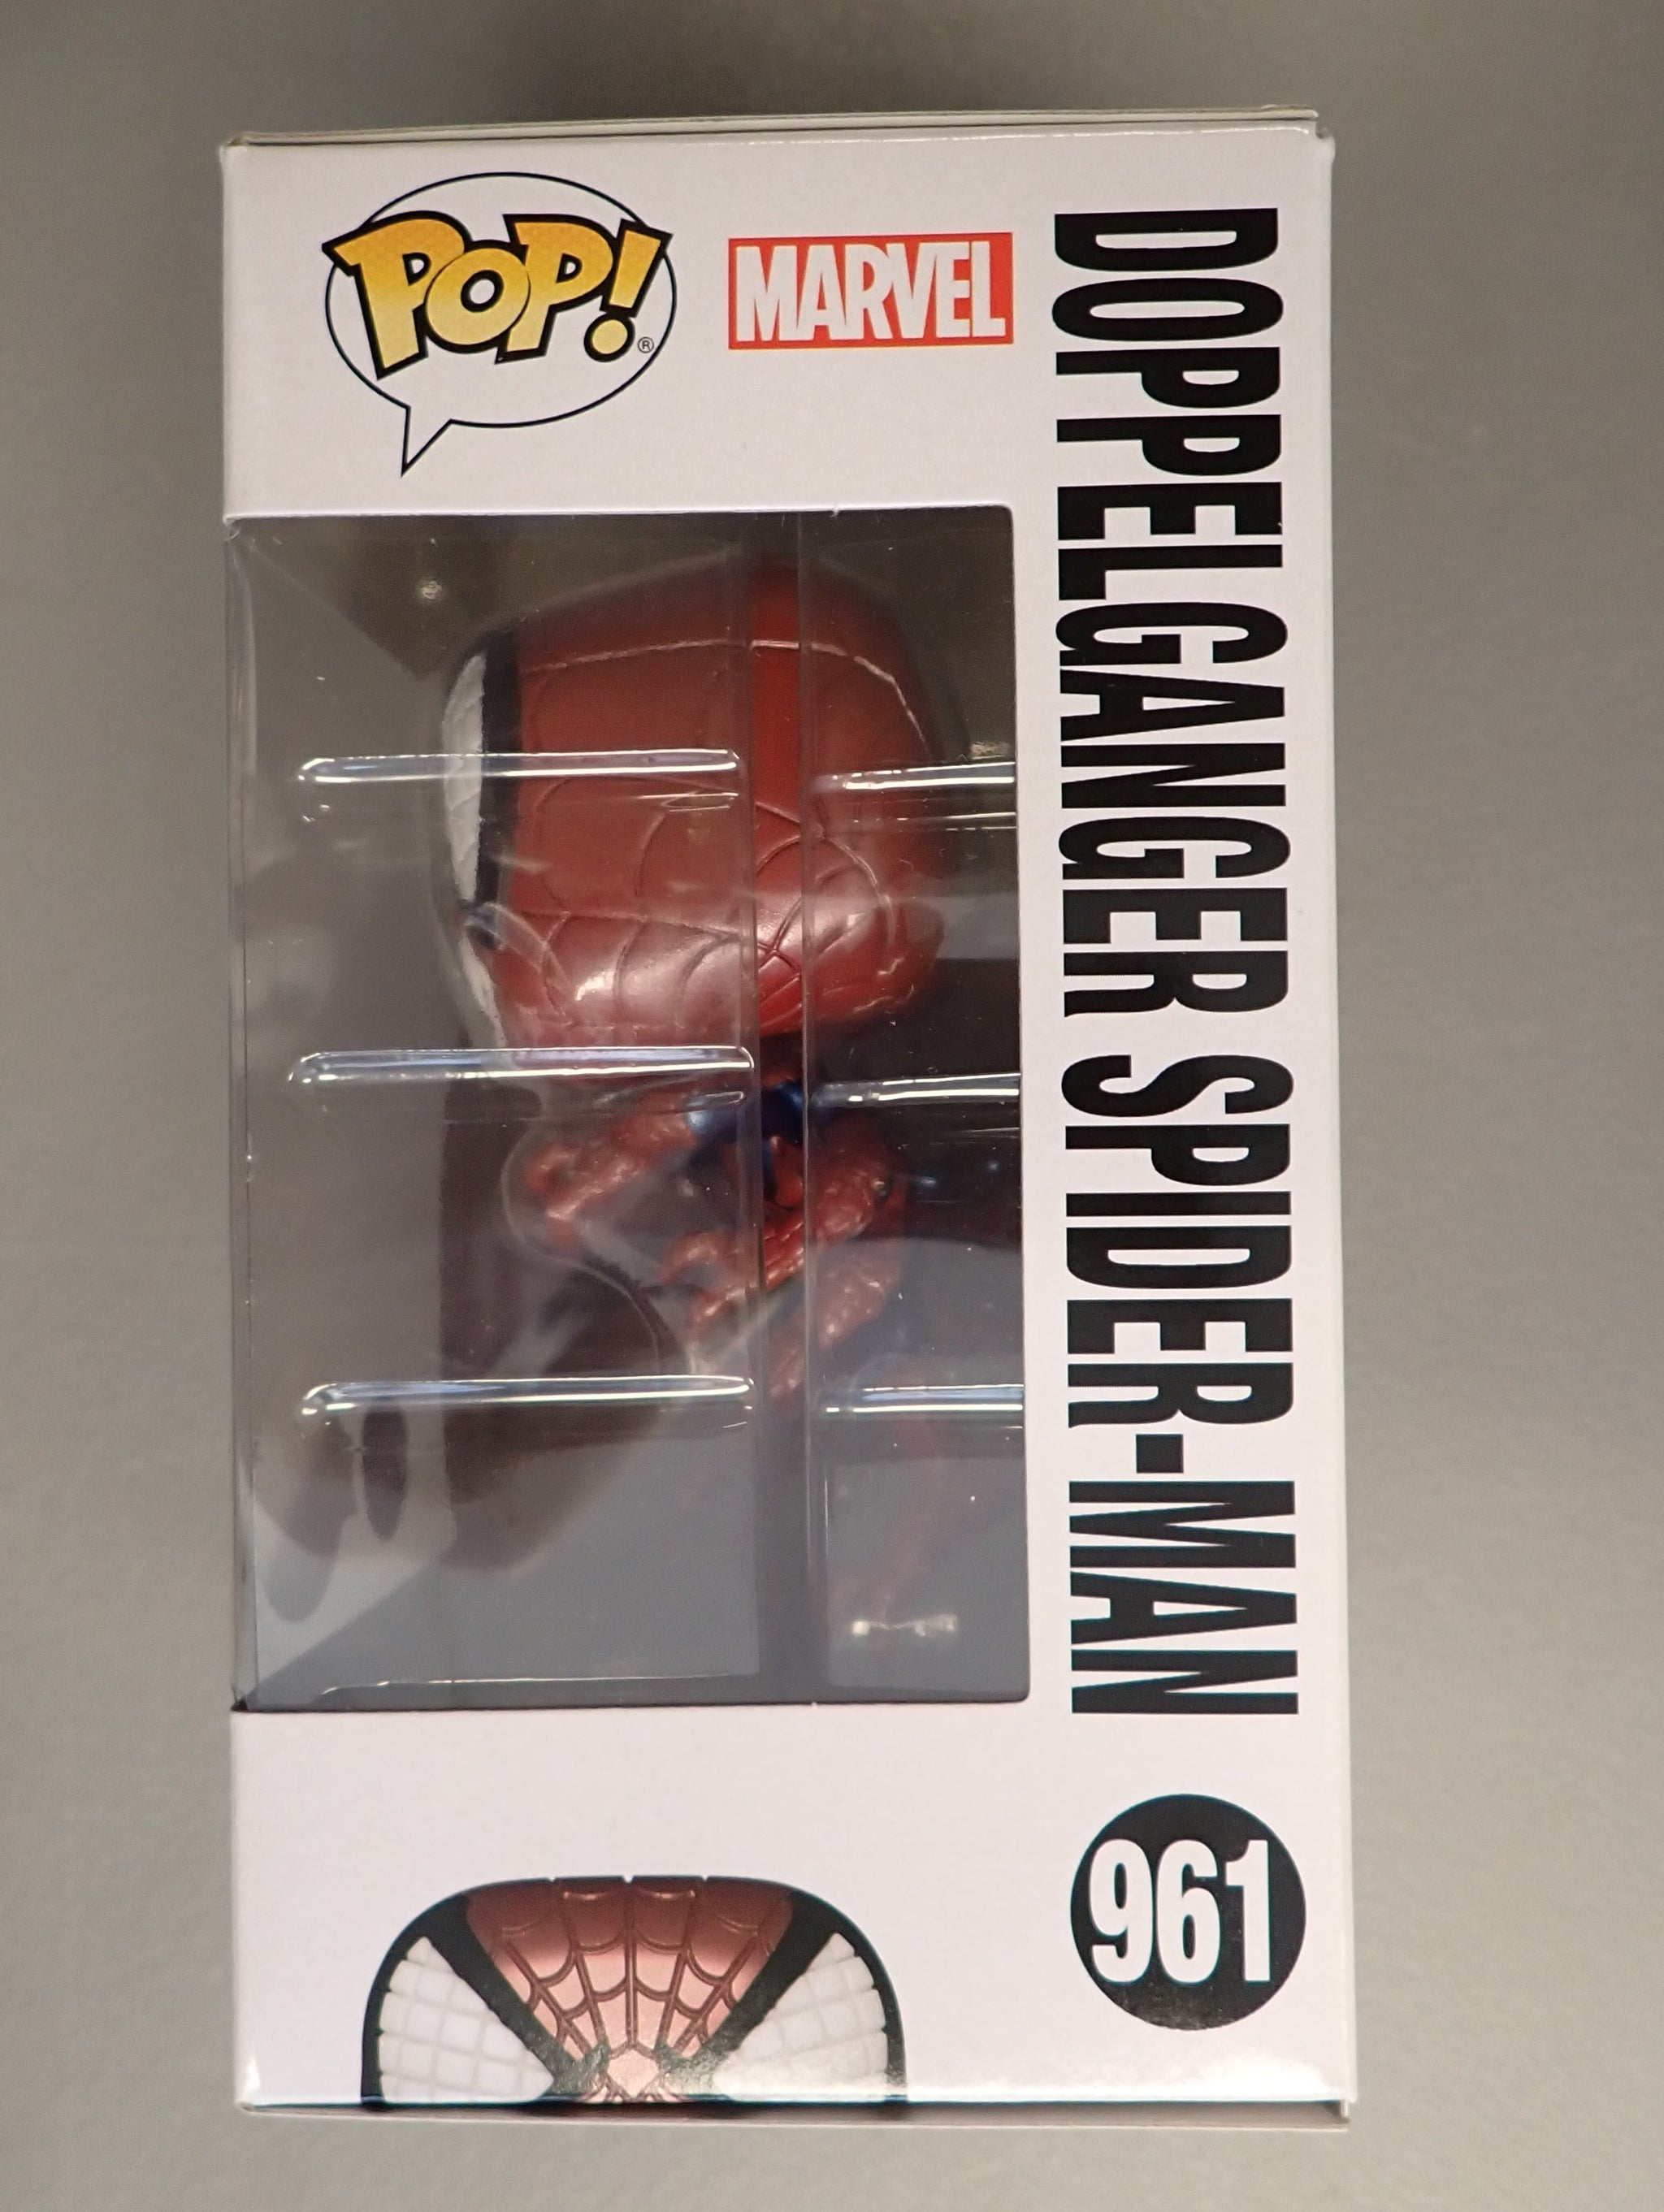 POP!®
MARVEL
DOPPELGANGER SPIDER-MAN
961